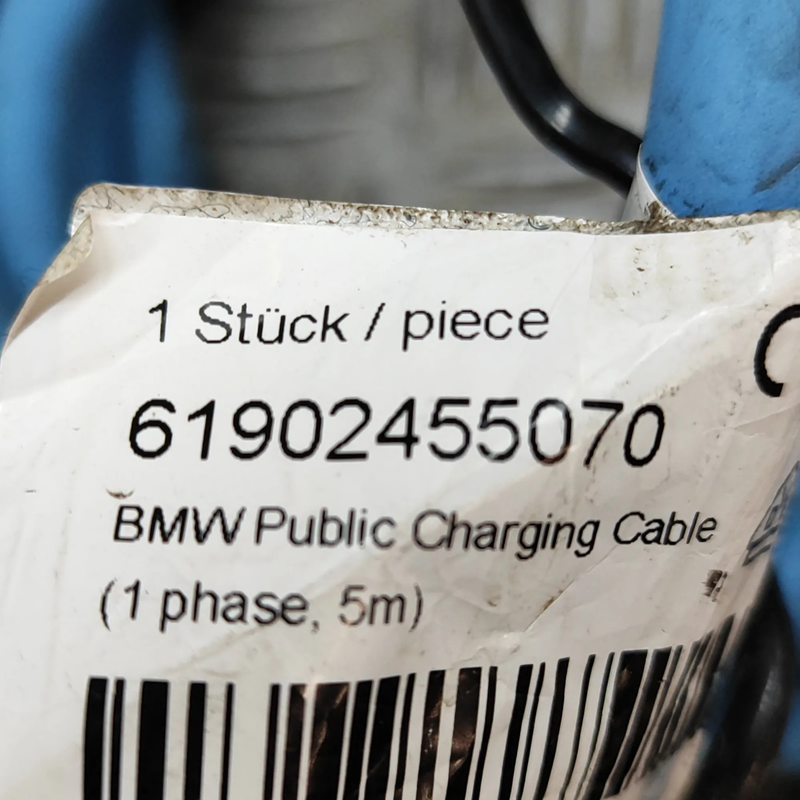 1 Stück / piece
61902455070
BMW Public Charging Cable
(1 phase, 5m)